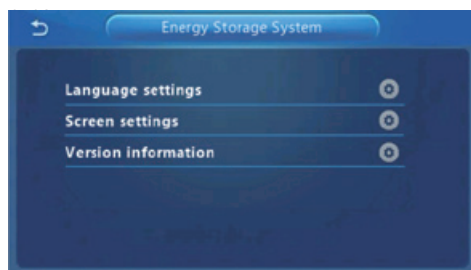 Energy Storage System
Language settings
Screen settings
Version information